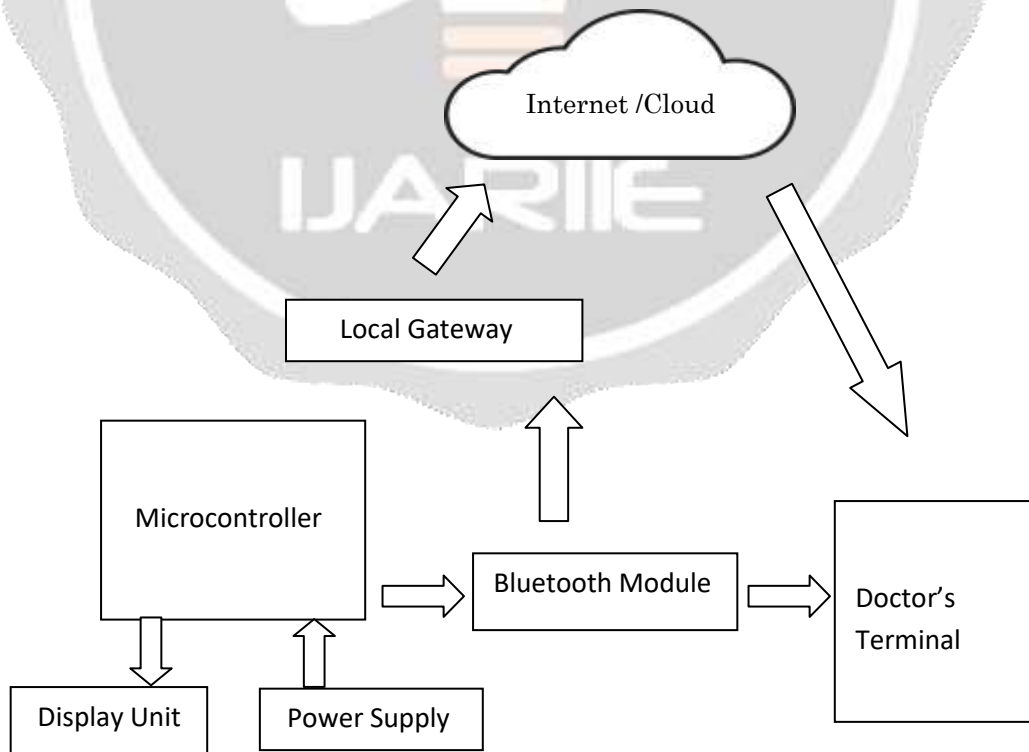 Internet /Cloud
IJARIIE
Local Gateway
Microcontroller
Bluetooth Module
Doctor’s
Terminal
Display Unit
Power Supply